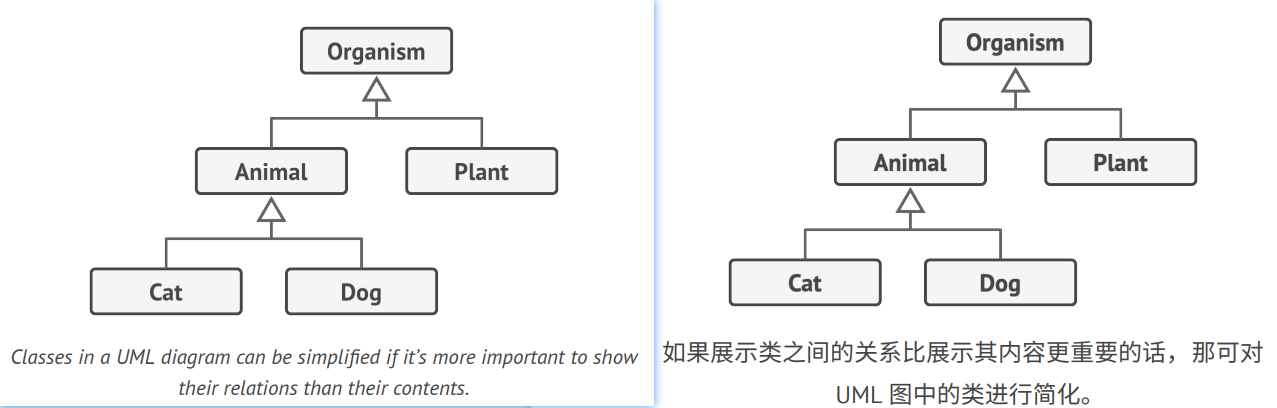 Organism
Animal
Plant
Cat
Dog
Classes in a UML diagram can be simplified if it’s more important to show
their relations than their contents.
Organism
Animal
Plant
Cat
Dog
如果展示类之间的关系比展示其内容更重要的话，那可对
UML 图中的类进行简化。